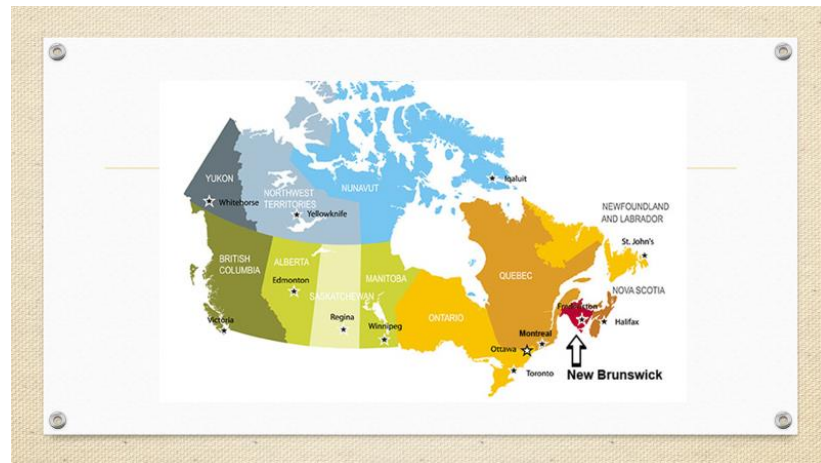 YUKON
Whitehorse
NORTHWEST
TERRITORIES
Yellowknife
NUNAVUT
Iqaluit
NEWFOUNDLAND
AND LABRADOR
St. John's
BRITISH
COLUMBIA
Victoria
ALBERTA
Edmonton
SASKATCHEWAN
Regina
MANITOBA
Winnipeg
ONTARIO
QUEBEC
Montreal
Ottawa
Toronto
NOVA SCOTIA
Fredericton
Halifax
New Brunswick